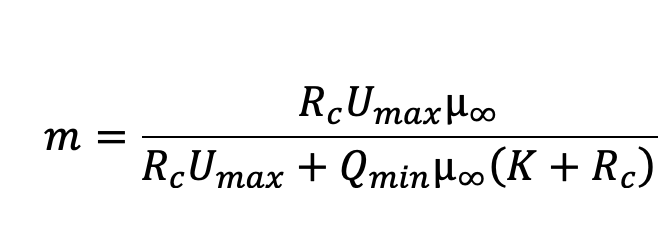 m = R_c U_max μ_∞ / (R_c U_max + Q_min μ_∞ (K + R_c))